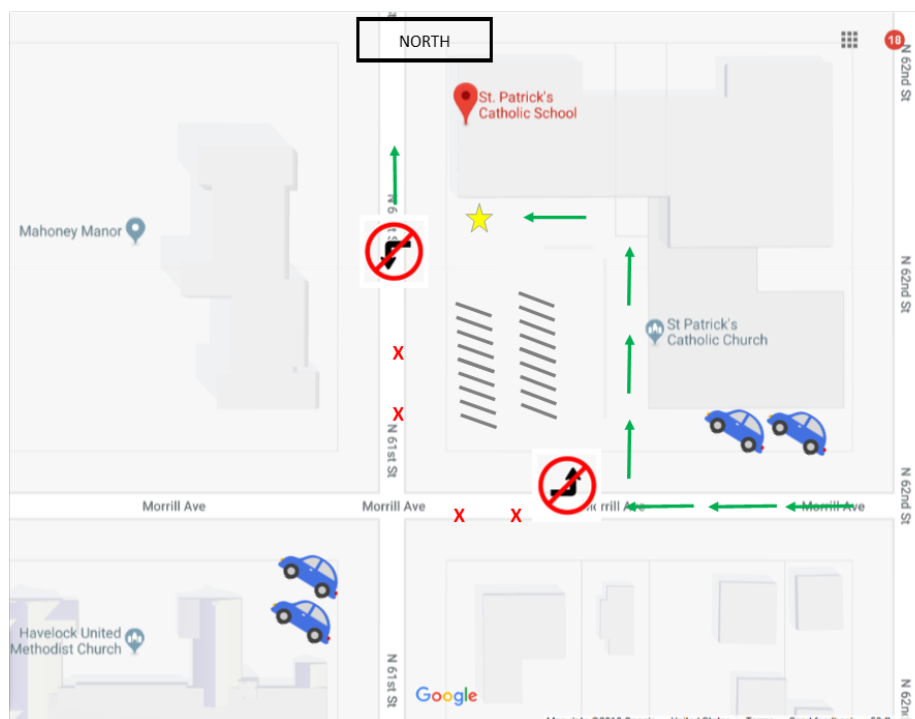 NORTH
18
N 62nd St
St. Patrick's
Catholic School
Mahoney Manor
N 62nd St
St Patrick's
Catholic Church
X
X
N 61st St
N 62nd St
Morrill Ave
Morrill Ave
Morrill Ave
X X
Havelock United
Methodist Church
N 61st St
Google